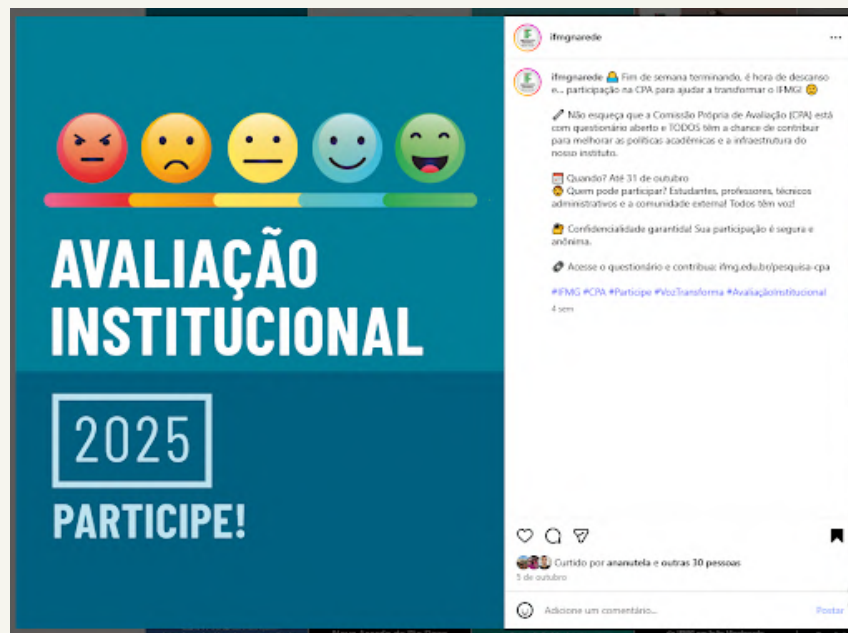 AVALIAÇÃO
INSTITUCIONAL
2025
PARTICIPE!
ifmgnarede
ifmgnarede Fim de semana terminando, é hora de descanso
e... participação na CPA para ajudar a transformar o IFMG!
Não esqueça que a Comissão Própria de Avaliação (CPA) está
com questionário aberto e TODOS têm a chance de contribuir
para melhorar as políticas acadêmicas e a infraestrutura do
nosso instituto.
Quando? Até 31 de outubro
Quem pode participar? Estudantes, professores, técnicos
administrativos e a comunidade externa! Todos têm voz!
Confidencialidade garantida! Sua participação é segura e
anônima.
Acesse o questionário e contribua: ifmg.edu.br/pesquisa-cpa
#IFMG #CPA #Participe #VozTransforma #AvaliaçãoInstitucional
4 sem
Curtido por ananutela e outras 30 pessoas
5 de outubro
Adicione um comentário...
Postar